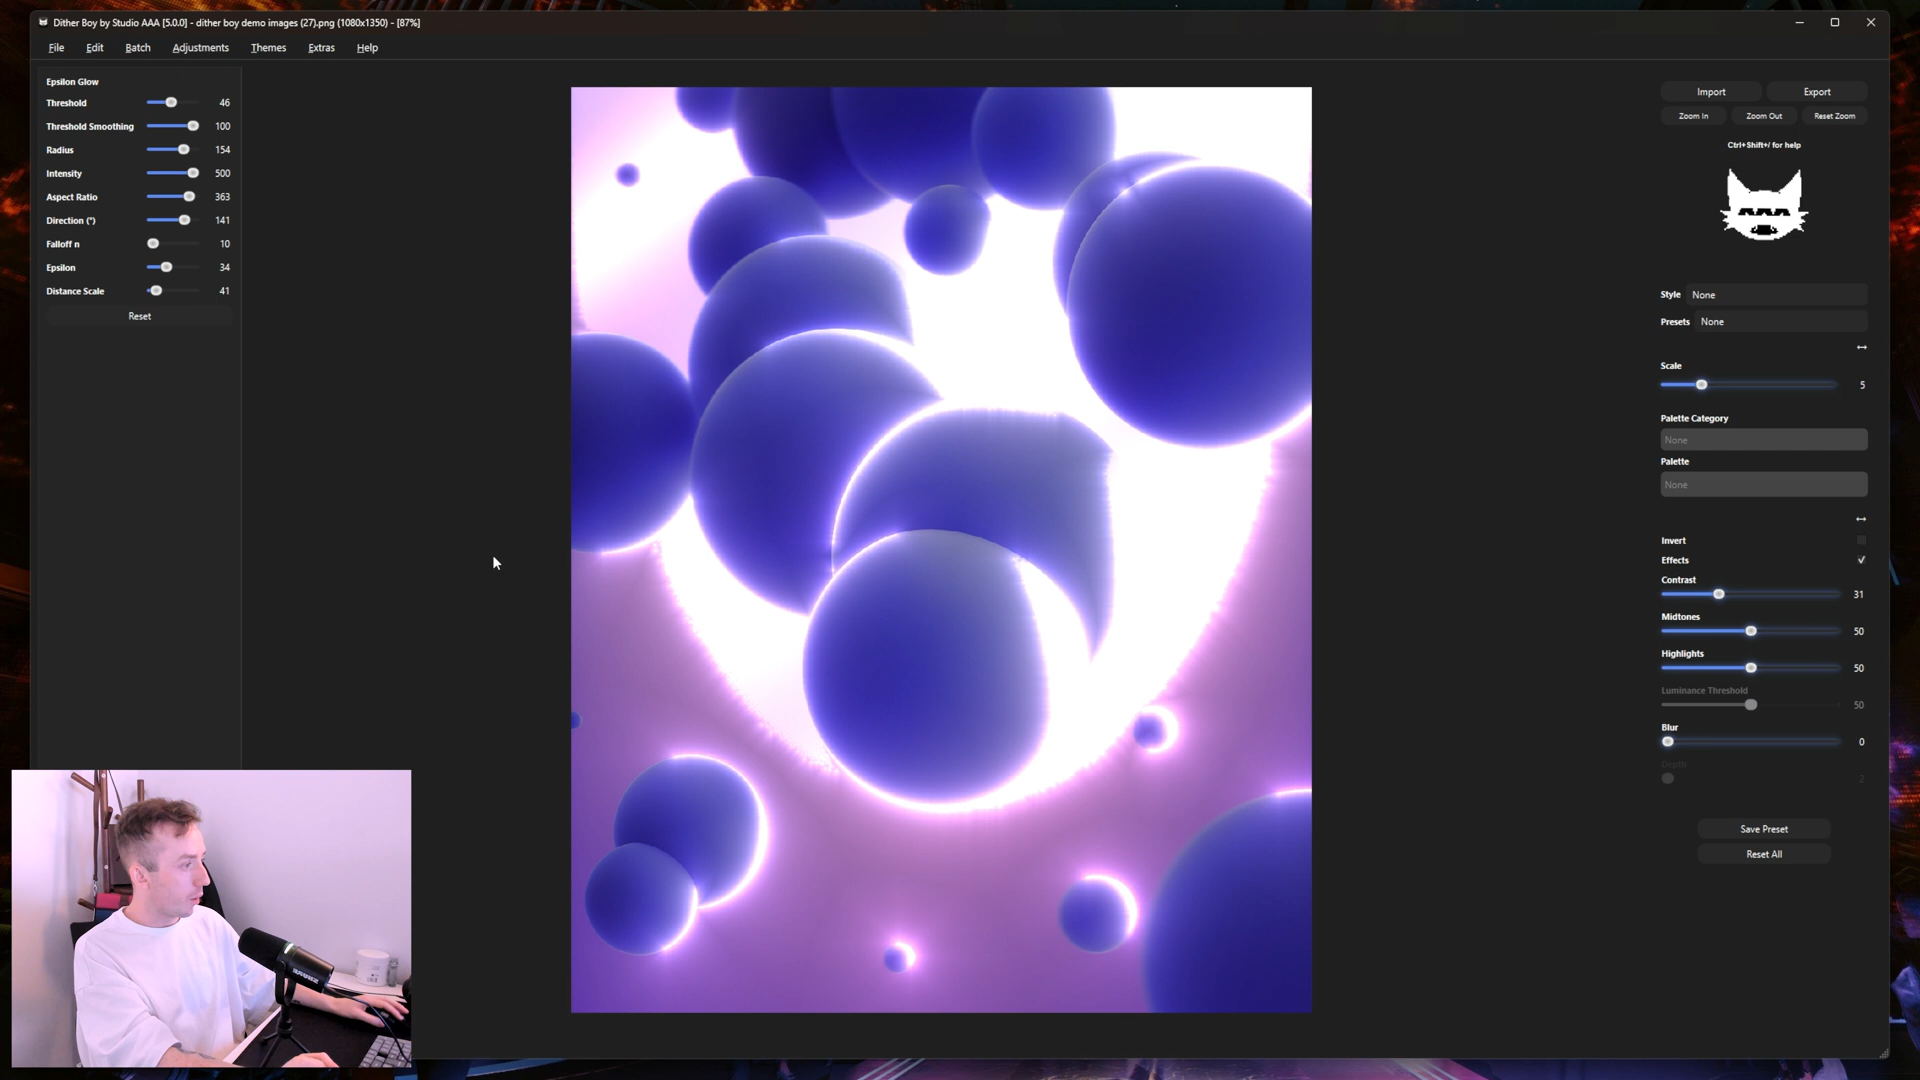 Dither Boy by Studio AAA [5.0.0] - dither boy demo images (27).png (1080x1350) - [87%]
File Edit Batch Adjustments Themes Extras Help
Epsilon Glow
Threshold 46
Threshold Smoothing 100
Radius 154
Intensity 500
Aspect Ratio 363
Direction (°) 141
Falloff n 10
Epsilon 34
Distance Scale 41
Reset
Import Export
Zoom In Zoom Out Reset Zoom
Ctrl+Shift+/ for help
AAA
Style None
Presets None
Scale
5
Palette Category
None
Palette
None
Invert
Effects
Contrast
31
Midtones
50
Highlights
50
Luminance Threshold
50
Blur
0
Depth
2
Save Preset
Reset All